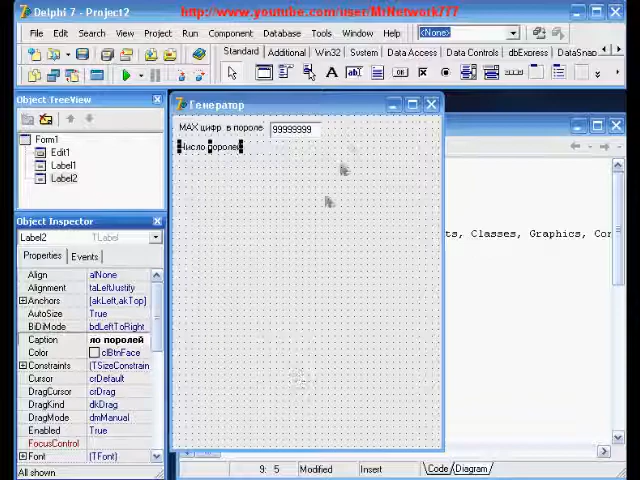 Delphi 7 - Project2
http://www.youmbe.com/user/MrNetwork777
File Edit Search View Project Run Component Database Tools Window Help <None>
Standard Additional Win32 System Data Access Data Controls dbExpress DataSnap
Object TreeView
Form1
Edit1
Label1
Label2
Object Inspector
Label2 TLabel
Properties Events
Align alNone
Alignment taLeftJustify
Anchors [akLeft,akTop]
AutoSize True
BiDiMode bdLeftToRight
Caption ло поролей
Color clBtnFace
Constraints (TSizeConstrain
Cursor crDefault
DragCursor crDrag
DragKind dkDrag
DragMode dmManual
Enabled True
FocusControl
Font (TFont)
All shown
Генератор
MAX цифр в пороле 99999999
Число поролей
ts, Classes, Graphics, Con
9: 5 Modified Insert Code Diagram